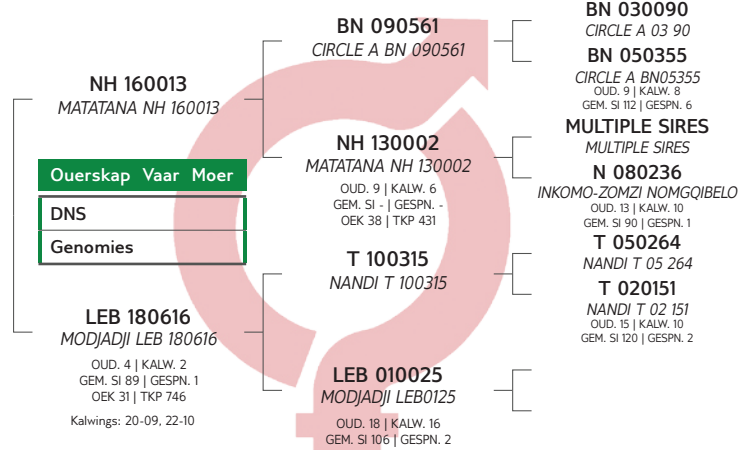 NH 160013
MATATANA NH 160013
Ouerskap Vaar Moer
DNS
Genomies
LEB 180616
MODJADJI LEB 180616
OUD. 4 | KALW. 2
GEM. SI 89 | GESPN. 1
OEK 31 | TKP 746
Kalwings: 20-09, 22-10
BN 090561
CIRCLE A BN 090561
NH 130002
MATATANA NH 130002
OUD. 9 | KALW. 6
GEM. SI - | GESPN. -
OEK 38 | TKP 431
T 100315
NANDI T 100315
LEB 010025
MODJADJI LEB0125
OUD. 18 | KALW. 16
GEM. SI 106 | GESPN. 2
BN 030090
CIRCLE A 03 90
BN 050355
CIRCLE A BN05355
OUD. 9 | KALW. 8
GEM. SI 112 | GESPN. 6
MULTIPLE SIRES
MULTIPLE SIRES
N 080236
INKOMO-ZOMZI NOMGQIBELO
OUD. 13 | KALW. 10
GEM. SI 90 | GESPN. 1
T 050264
NANDI T 05 264
T 020151
NANDI T 02 151
OUD. 15 | KALW. 10
GEM. SI 120 | GESPN. 2